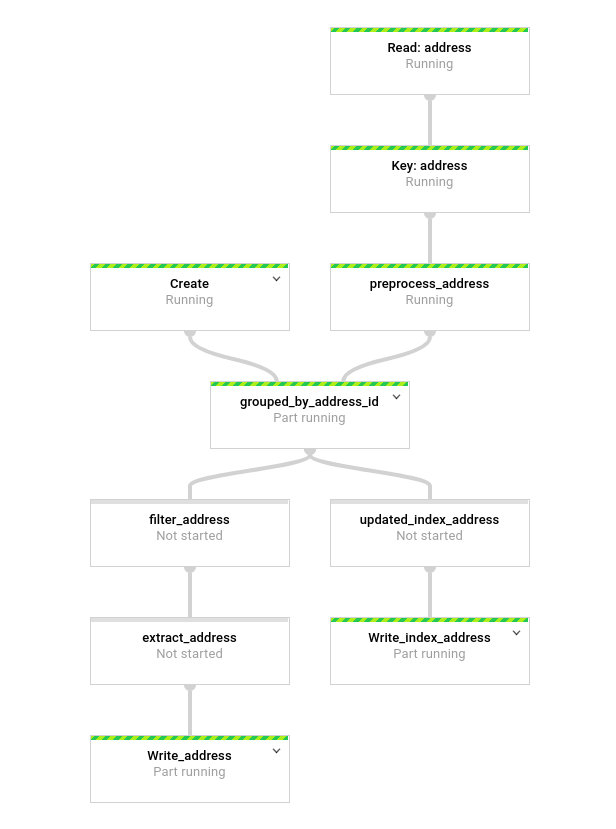 Read: address
Running
Key: address
Running
Create
Running
preprocess_address
Running
grouped_by_address_id
Part running
filter_address
Not started
updated_index_address
Not started
extract_address
Not started
Write_index_address
Part running
Write_address
Part running